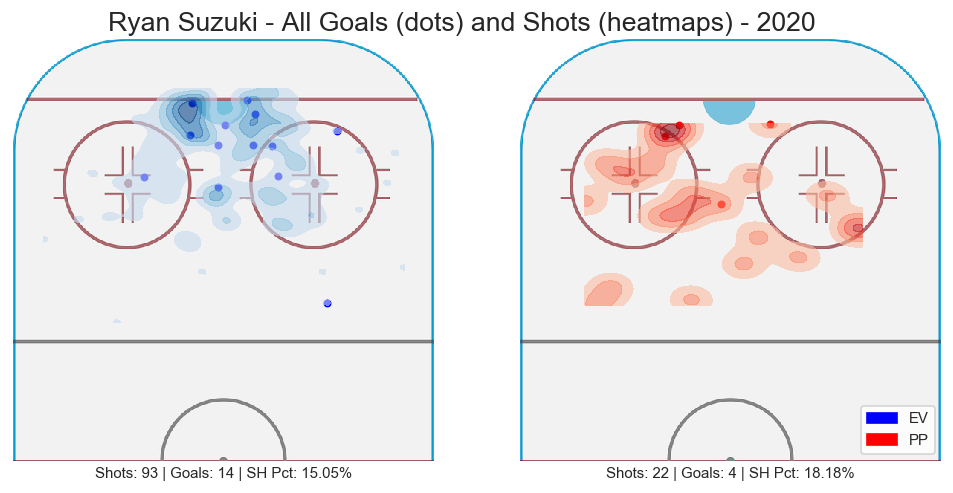 Ryan Suzuki - All Goals (dots) and Shots (heatmaps) - 2020
EV
PP
Shots: 93 | Goals: 14 | SH Pct: 15.05%
Shots: 22 | Goals: 4 | SH Pct: 18.18%